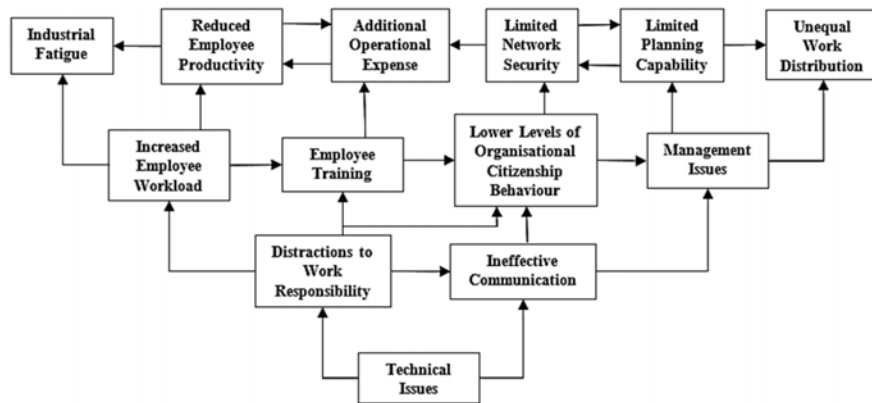 Industrial
Fatigue
Reduced
Employee
Productivity
Additional
Operational
Expense
Limited
Network
Security
Limited
Planning
Capability
Unequal
Work
Distribution
Increased
Employee
Workload
Employee
Training
Lower Levels of
Organisational
Citizenship
Behaviour
Management
Issues
Distractions to
Work
Responsibility
Ineffective
Communication
Technical
Issues